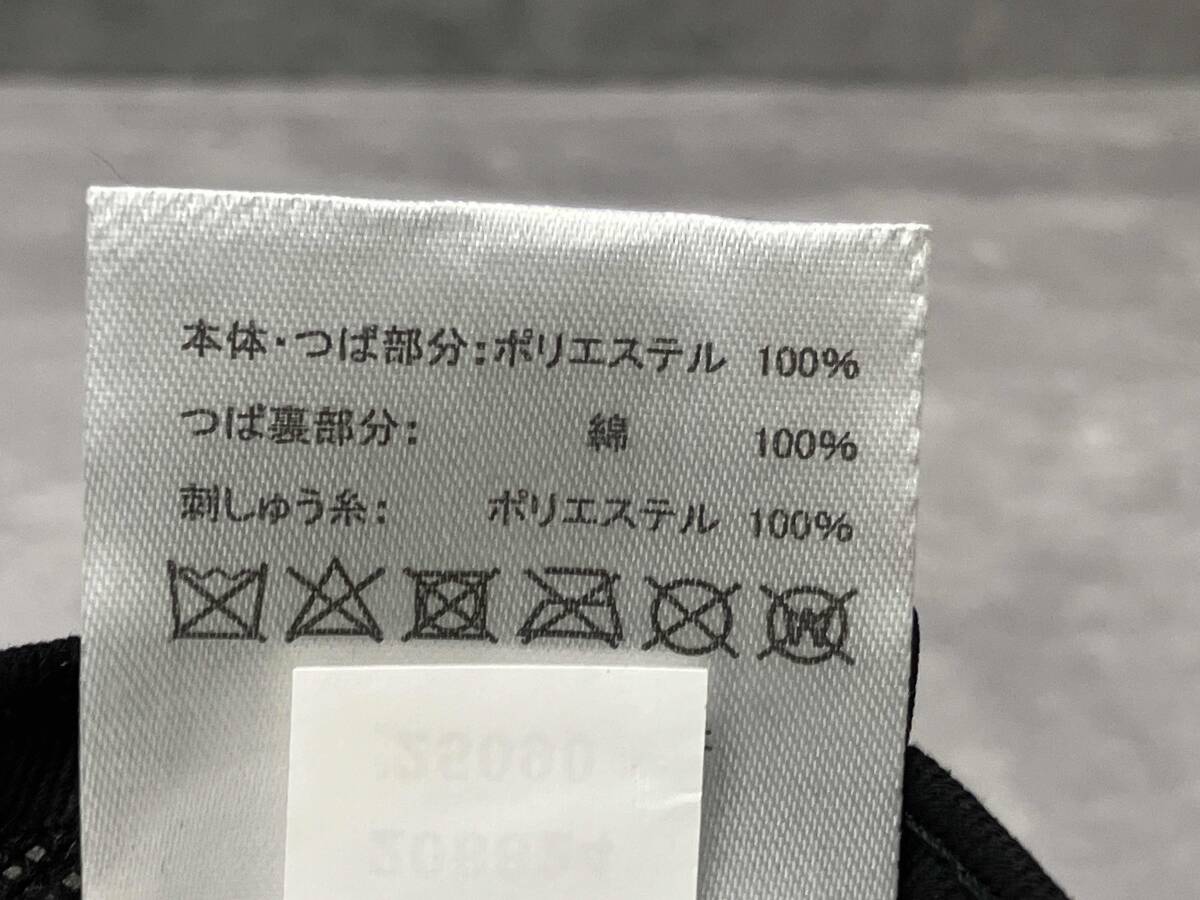 本体・つば部分:ポリエステル 100%
つば裏部分: 綿 100%
刺しゅう糸: ポリエステル 100%
W